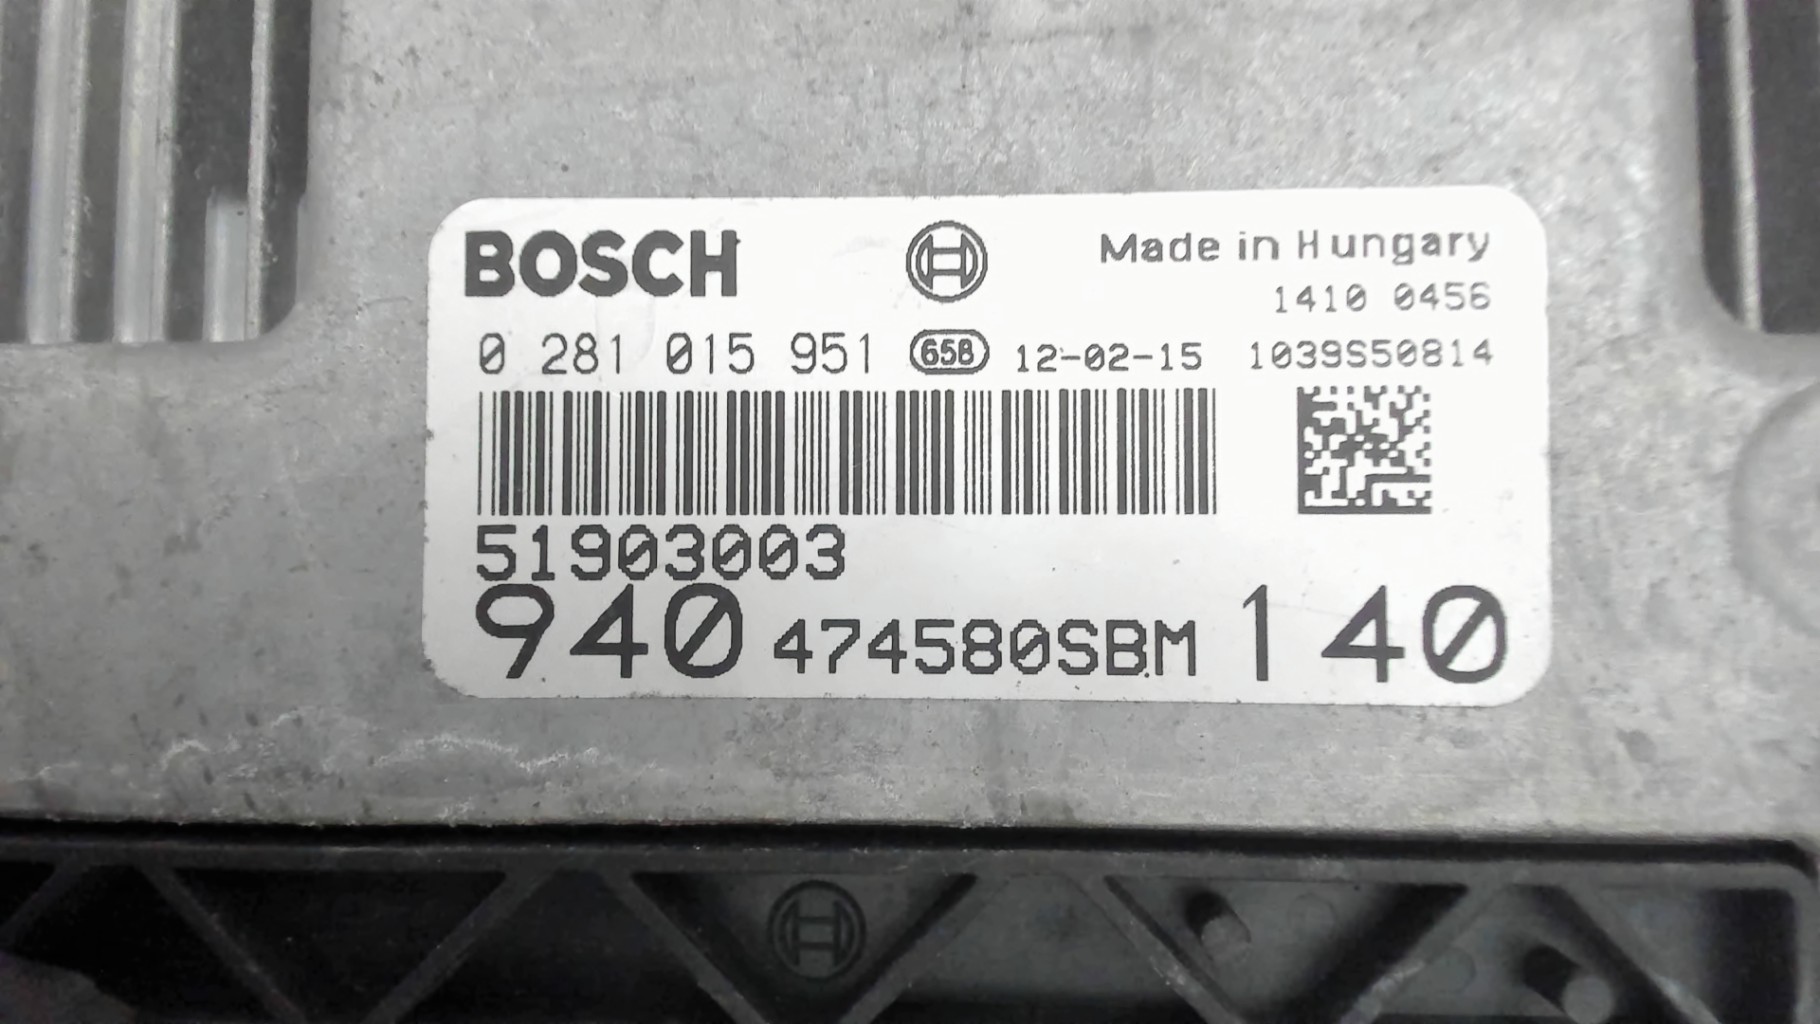 BOSCH
Made in Hungary
1410 0456
0 281 015 951 658 12-02-15 1039S50814
51903003
940 474580SBM 140